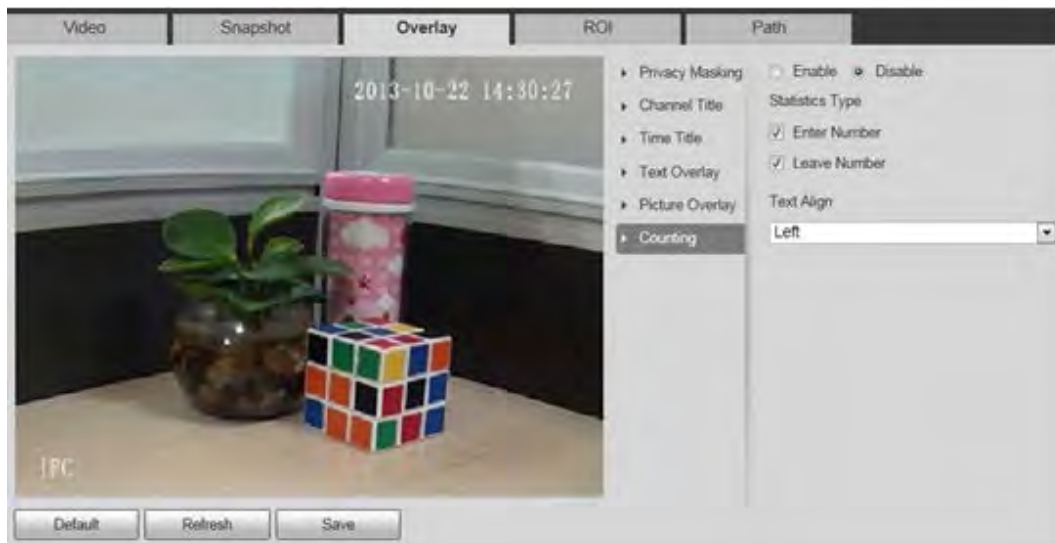 Video
Snapshot
Overlay
ROI
Path
2013-10-22 14:30:27
IPC
Privacy Masking
Channel Title
Time Title
Text Overlay
Picture Overlay
Counting
Enable
Disable
Statistics Type
Enter Number
Leave Number
Text Align
Left
Default
Refresh
Save